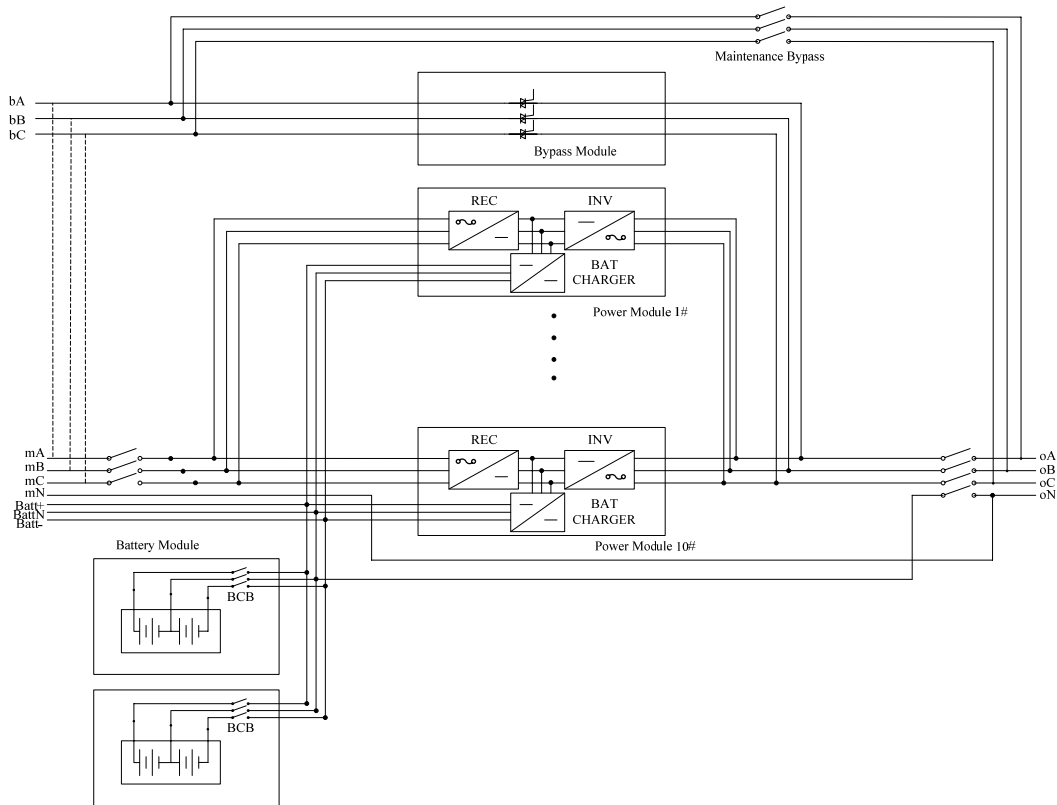 Maintenance Bypass
bA
bB
bC
Bypass Module
REC
INV
BAT
CHARGER
Power Module 1#
REC
INV
BAT
CHARGER
Power Module 10#
mA
mB
mC
mN
Batt+
BattN
Batt-
oA
oB
oC
oN
Battery Module
BCB
BCB